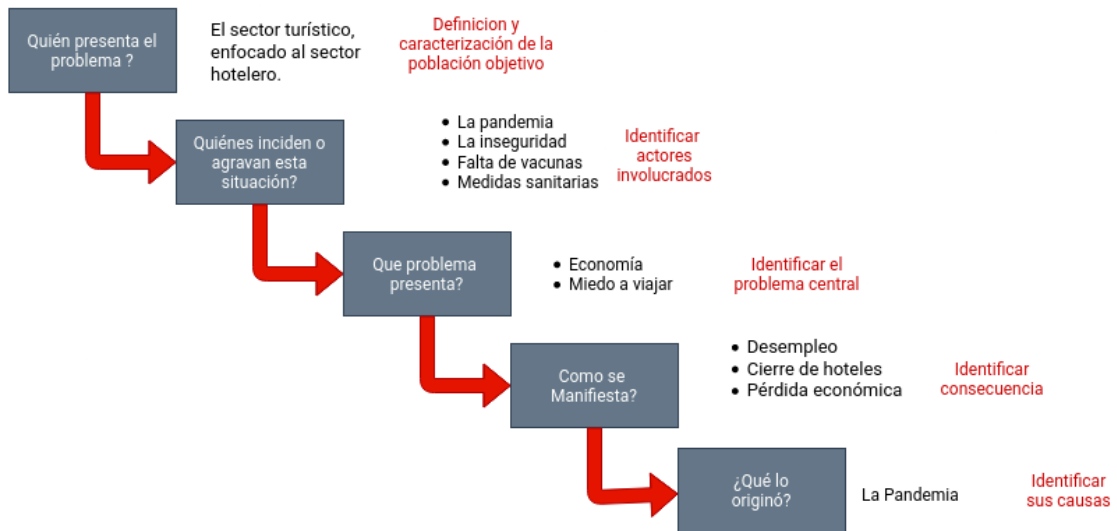 Quién presenta el
problema ?
El sector turístico,
enfocado al sector
hotelero.
Definicion y
caracterización de la
población objetivo
Quiénes inciden o
agravan esta
situación?
• La pandemia
• La inseguridad
• Falta de vacunas
• Medidas sanitarias
Identificar
actores
involucrados
Que problema
presenta?
• Economía
• Miedo a viajar
Identificar el
problema central
Como se
Manifiesta?
• Desempleo
• Cierre de hoteles
• Pérdida económica
Identificar
consecuencia
¿Qué lo
originó?
La Pandemia
Identificar
sus causas